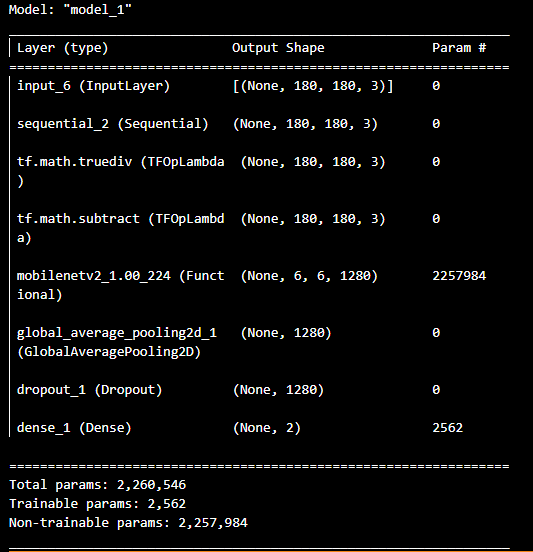 Model: "model_1"
_________________________________________________________________
Layer (type) Output Shape Param #
=================================================================
input_6 (InputLayer) [(None, 180, 180, 3)] 0
sequential_2 (Sequential) (None, 180, 180, 3) 0
tf.math.truediv (TFOpLambda (None, 180, 180, 3) 0
)
tf.math.subtract (TFOpLambd (None, 180, 180, 3) 0
a)
mobilenetv2_1.00_224 (Funct (None, 6, 6, 1280) 2257984
ional)
global_average_pooling2d_1 (None, 1280) 0
(GlobalAveragePooling2D)
dropout_1 (Dropout) (None, 1280) 0
dense_1 (Dense) (None, 2) 2562
=================================================================
Total params: 2,260,546
Trainable params: 2,562
Non-trainable params: 2,257,984
_________________________________________________________________